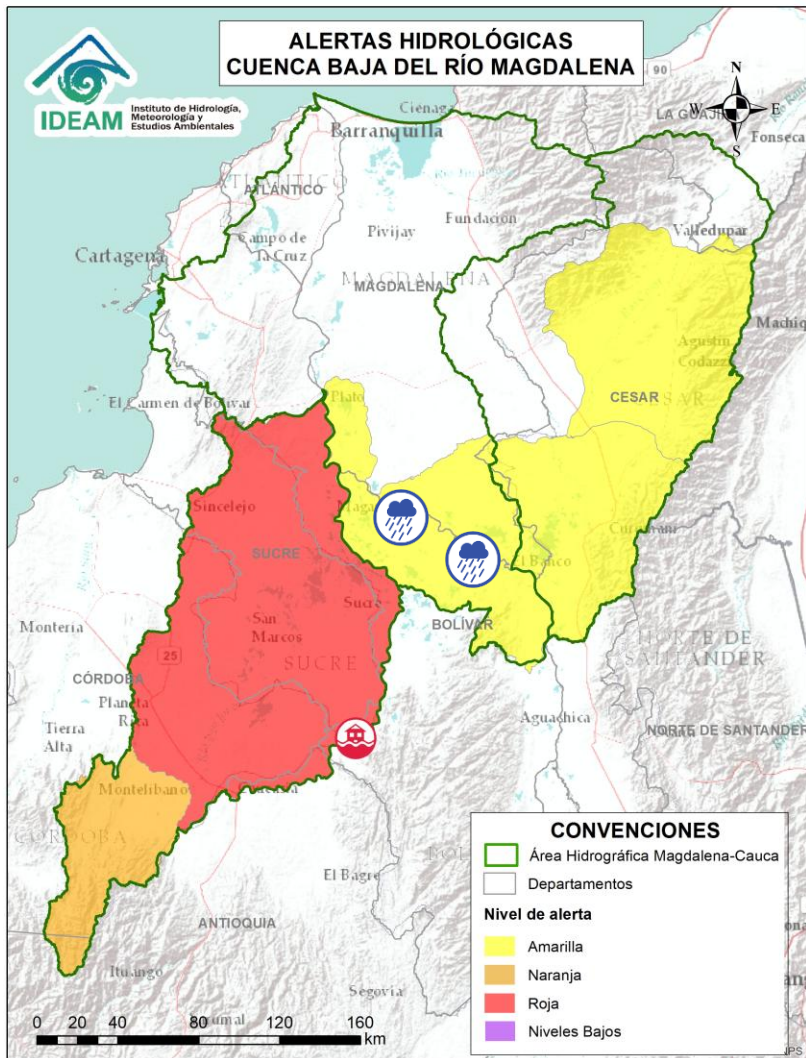 ALERTAS HIDROLÓGICAS
CUENCA BAJA DEL RÍO MAGDALENA
IDEAM
Instituto de Hidrología,
Meteorología y
Estudios Ambientales
90
N
W
E
S
Ciénaga
Barranquilla
LA GUAJIRA
Fonseca
ATLÁNTICO
ATLÁNTICO
Pivijay
Fundación
Valledupar
Campo de
la Cruz
Cartagena
MAGDALENA
MAGDALENA
Agustín
Codazzi
CESAR
El Carmen de Bolívar
Plato
Sincelejo
SUCRE
El Banco
Sucre
San
Marcos
SUCRE
BOLÍVAR
Montería
25
CÓRDOBA
Planeta
Rica
NORTE DE
SANTANDER
Tierra
Alta
Aguachica
NORTE DE SANTANDER
Montelibano
CÓRDOBA
El Bagre
ANTIOQUIA
Ituango
Segovia
CONVENCIONES
Área Hidrográfica Magdalena-Cauca
Departamentos
Nivel de alerta
Amarilla
Naranja
Roja
Niveles Bajos
0 20 40 80 120 160
km